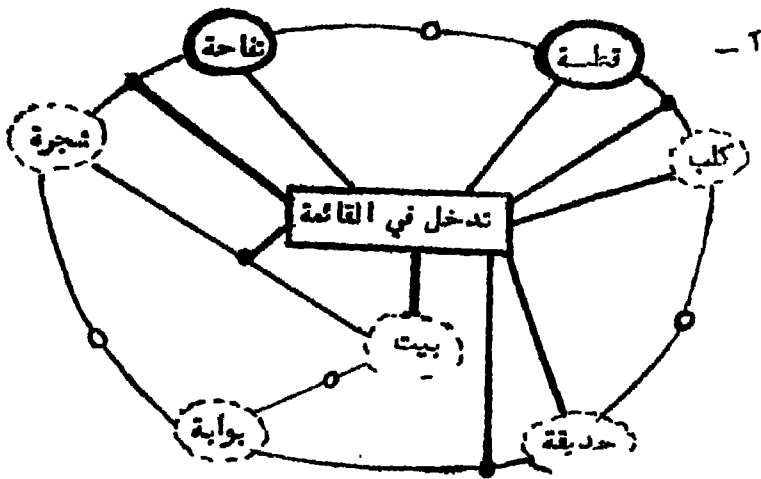 ٢ –
تفاحة
قطة
شجرة
كلب
تدخل في القائمة
بيت
بوابة
حديقة